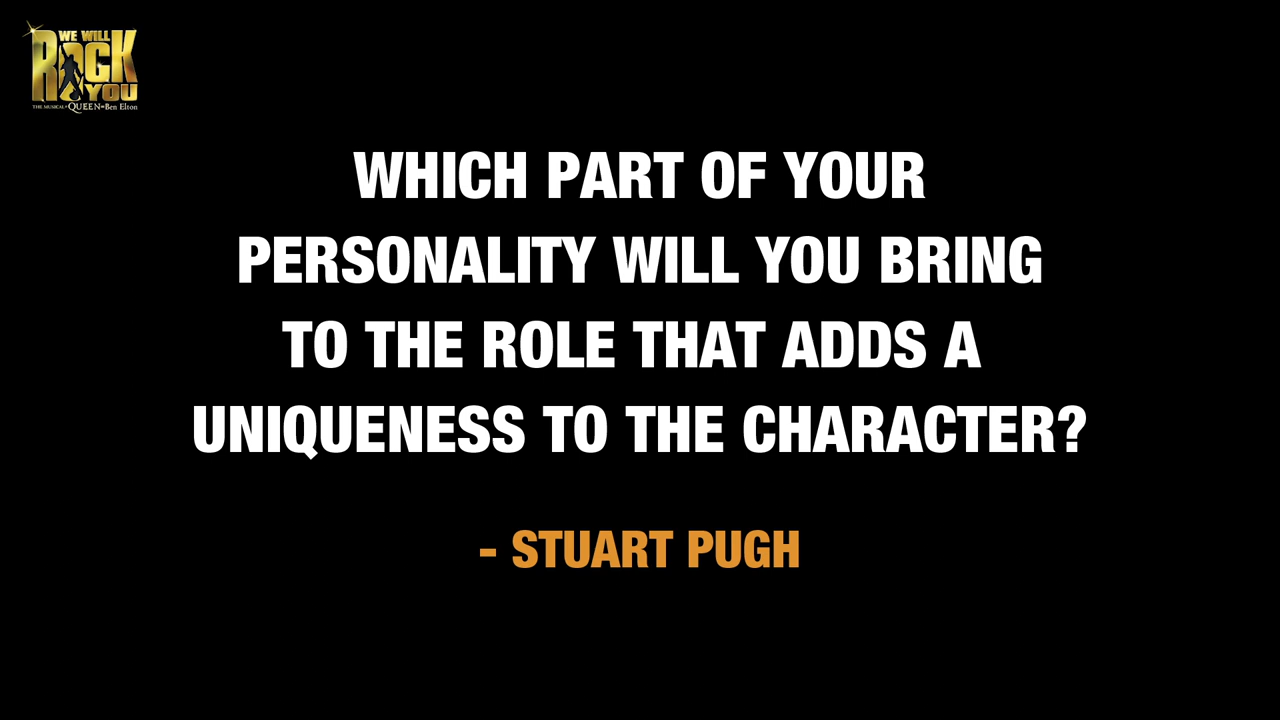 WE WILL
ROCK
YOU
THE MUSICAL by QUEEN and Ben Elton
WHICH PART OF YOUR
PERSONALITY WILL YOU BRING
TO THE ROLE THAT ADDS A
UNIQUENESS TO THE CHARACTER?
- STUART PUGH